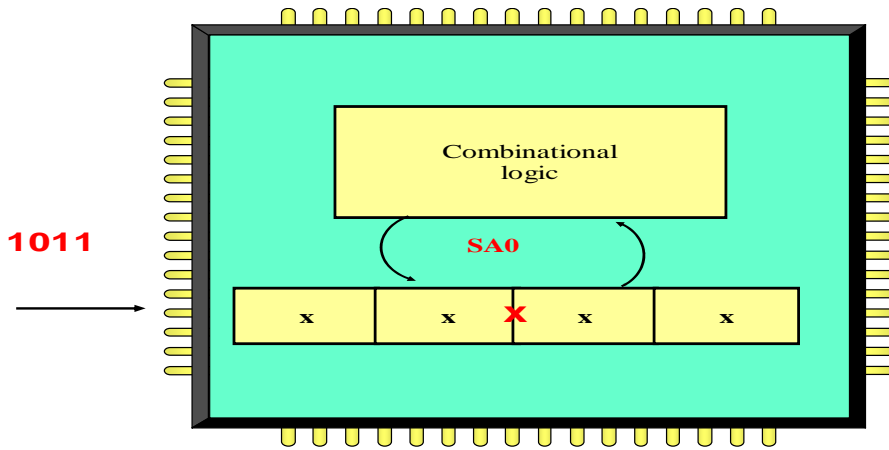 Combinational
logic
1011
SA0
x x x x x